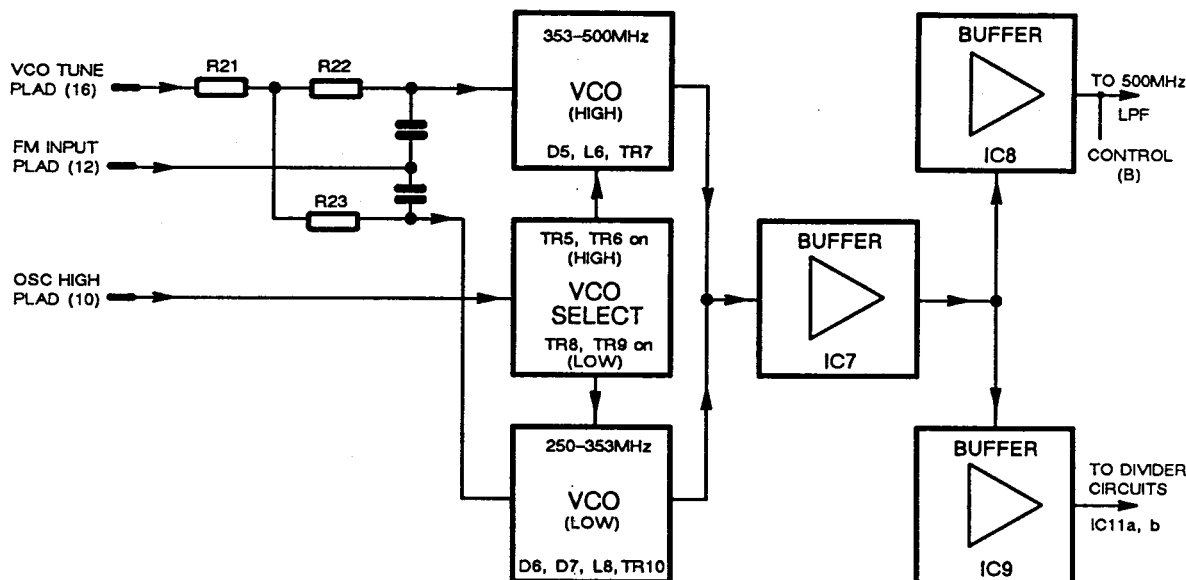 VCO TUNE
PLAD (16)
R21
R22
FM INPUT
PLAD (12)
R23
OSC HIGH
PLAD (10)
353-500MHz
VCO
(HIGH)
D5, L6, TR7
TR5, TR6 on
(HIGH)
VCO
SELECT
TR8, TR9 on
(LOW)
250-353MHz
VCO
(LOW)
D6, D7, L8, TR10
BUFFER
IC7
BUFFER
IC8
TO 500MHz
LPF
CONTROL
(B)
BUFFER
IC9
TO DIVIDER
CIRCUITS
IC11a, b